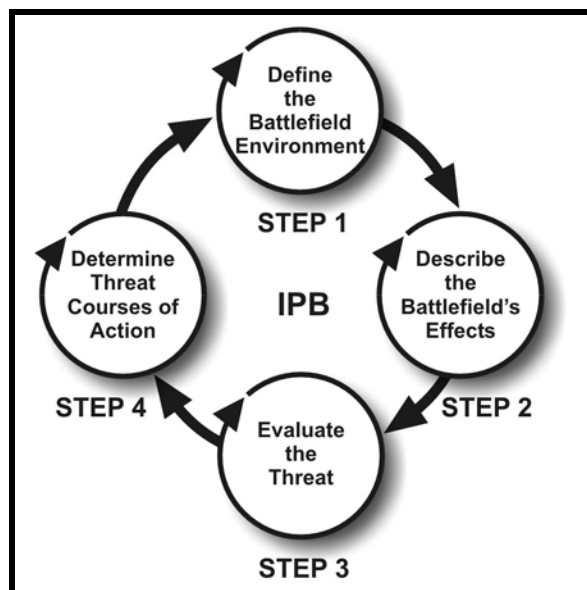 Define
the
Battlefield
Environment
STEP 1
Describe
the
Battlefield's
Effects
STEP 2
Evaluate
the
Threat
STEP 3
Determine
Threat
Courses of
Action
STEP 4
IPB